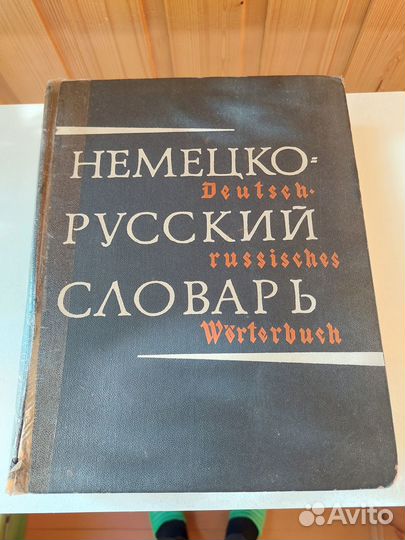 НЕМЕЦКО-
Deutsch-
РУССКИЙ
russisches
СЛОВАРЬ
Wörterbuch
Avito